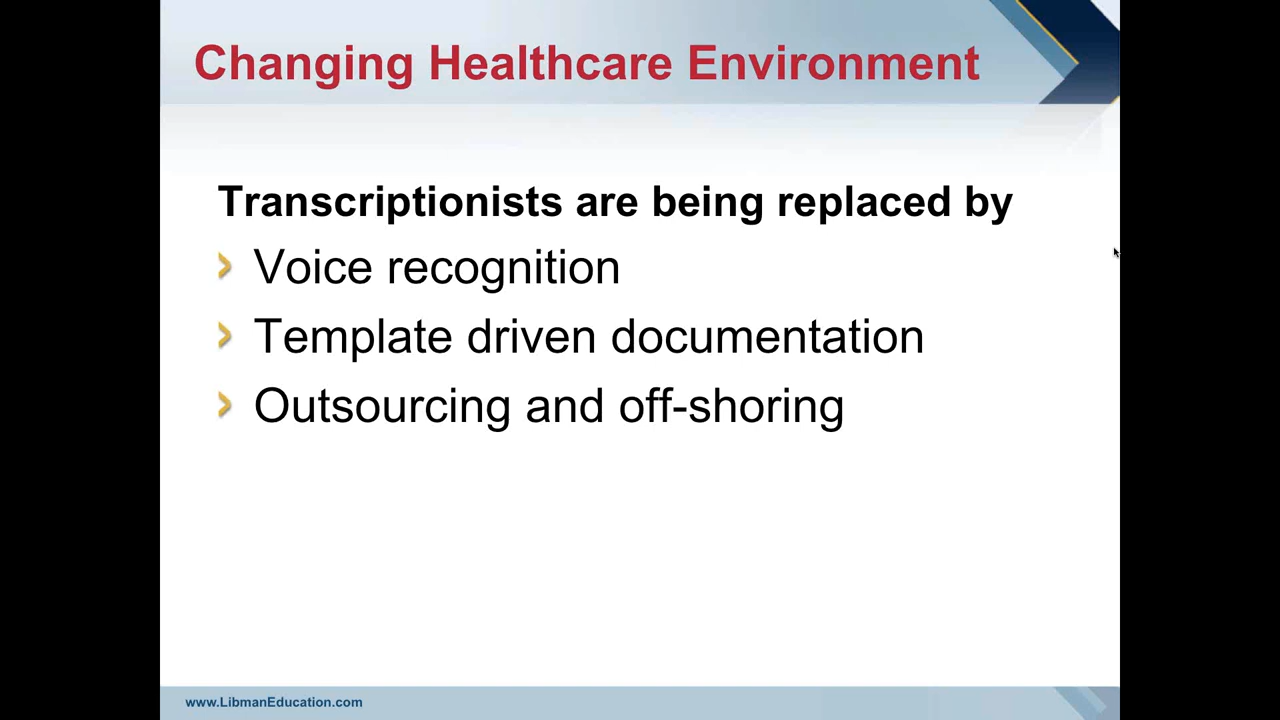 Changing Healthcare Environment
Transcriptionists are being replaced by
Voice recognition
Template driven documentation
Outsourcing and off-shoring
www.LibmanEducation.com